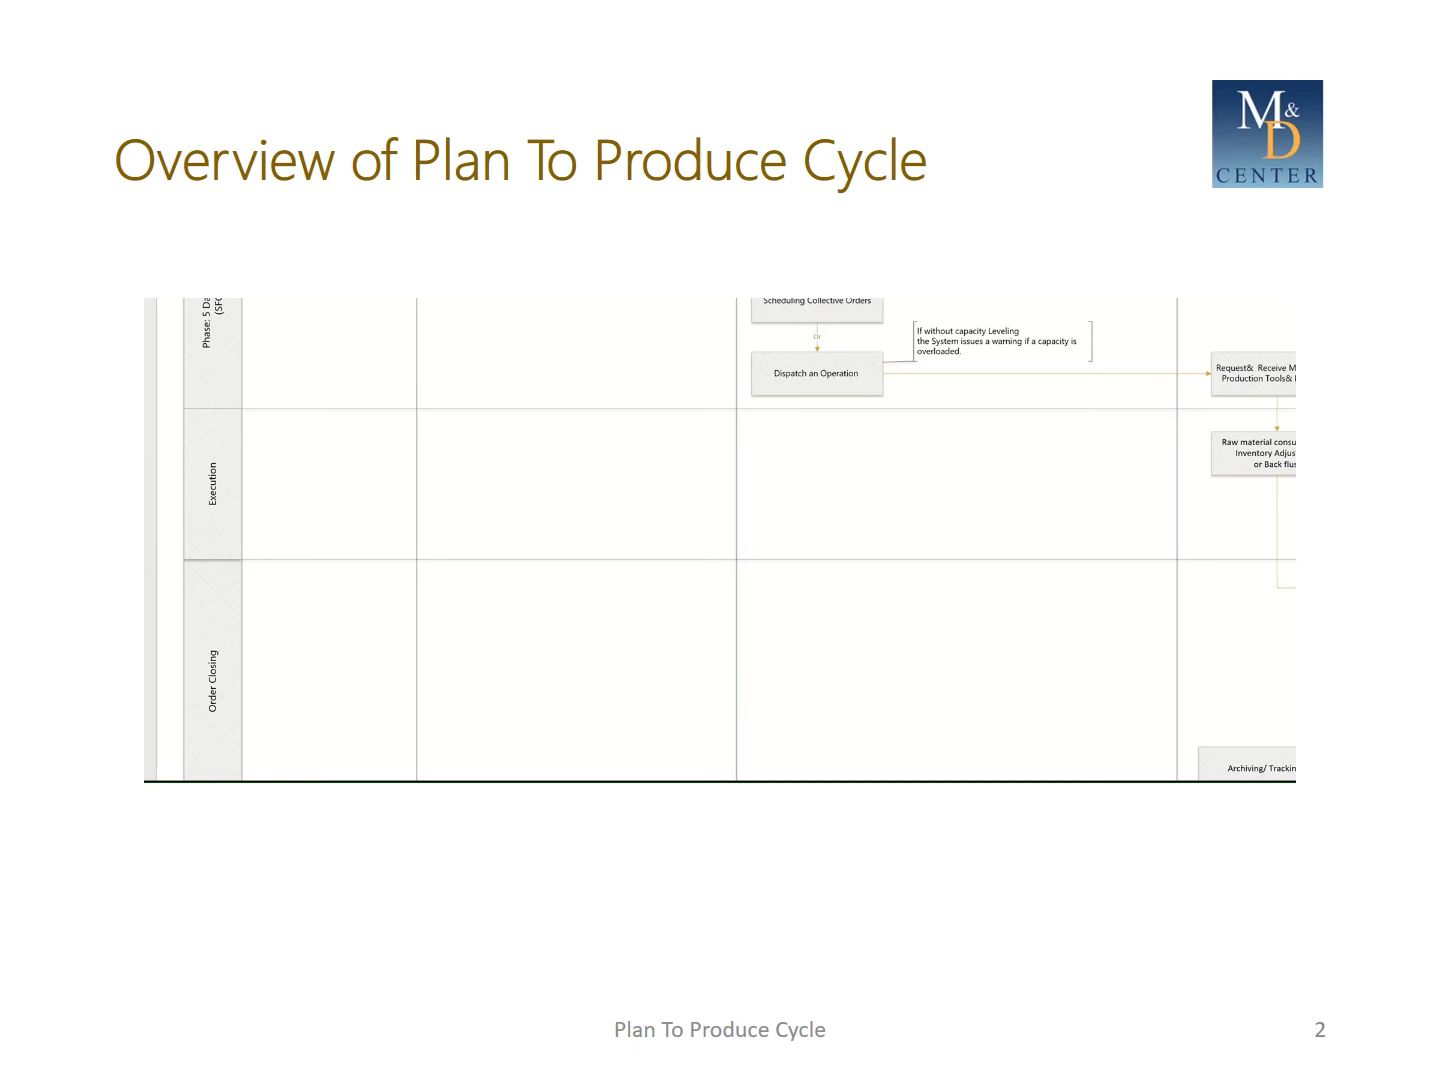 M&
D
CENTER
Overview of Plan To Produce Cycle
Phase: 5 Da
(SFC
Scheduling Collective Orders
Or
If without capacity Leveling
the System issues a warning if a capacity is
overloaded.
Dispatch an Operation
Request& Receive M
Production Tools&
Execution
Raw material consu
Inventory Adjus
or Back flus
Order Closing
Archiving/ Trackin
Plan To Produce Cycle
2